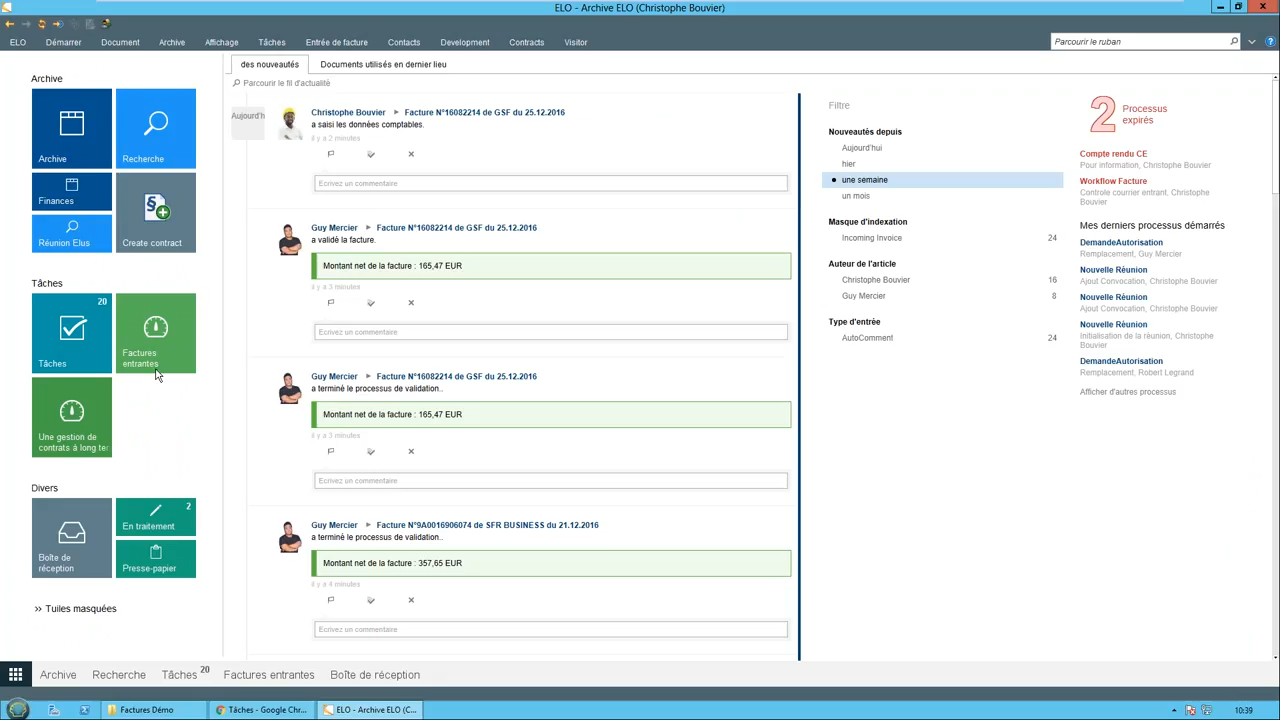 ELO - Archive ELO (Christophe Bouvier)
ELO Démarrer Document Archive Affichage Tâches Entrée de facture Contacts Development Contracts Visitor
Parcourir le ruban
Archive
Archive
Recherche
Finances
Réunion Elus
Create contract
Tâches
20
Tâches
Factures
entrantes
Une gestion de
contrats à long ter
Divers
Boîte de
réception
2
En traitement
Presse-papier
Tuiles masquées
des nouveautés
Documents utilisés en dernier lieu
Parcourir le fil d'actualité
Aujourd'h
Christophe Bouvier Facture N°16082214 de GSF du 25.12.2016
a saisi les données comptables.
il y a 2 minutes
Ecrivez un commentaire
Guy Mercier Facture N°16082214 de GSF du 25.12.2016
a validé la facture.
Montant net de la facture : 165,47 EUR
il y a 3 minutes
Ecrivez un commentaire
Guy Mercier Facture N°16082214 de GSF du 25.12.2016
a terminé le processus de validation..
Montant net de la facture : 165,47 EUR
il y a 3 minutes
Ecrivez un commentaire
Guy Mercier Facture N°9A0016906074 de SFR BUSINESS du 21.12.2016
a terminé le processus de validation..
Montant net de la facture : 357,65 EUR
il y a 4 minutes
Ecrivez un commentaire
Filtre
Nouveautés depuis
Aujourd'hui
hier
une semaine
un mois
Masque d'indexation
Incoming Invoice 24
Auteur de l'article
Christophe Bouvier 16
Guy Mercier 8
Type d'entrée
AutoComment 24
2 Processus
expirés
Compte rendu CE
Pour information, Christophe Bouvier
Workflow Facture
Controle courrier entrant, Christophe
Bouvier
Mes derniers processus démarrés
DemandeAutorisation
Remplacement, Guy Mercier
Nouvelle Réunion
Ajout Convocation, Christophe Bouvier
Nouvelle Réunion
Ajout Convocation, Christophe Bouvier
Nouvelle Réunion
Initialisation de la réunion, Christophe
Bouvier
DemandeAutorisation
Remplacement, Robert Legrand
Afficher d'autres processus
Archive Recherche Tâches 20 Factures entrantes Boîte de réception
Factures Démo
Tâches - Google Chr...
ELO - Archive ELO (C...
10:39